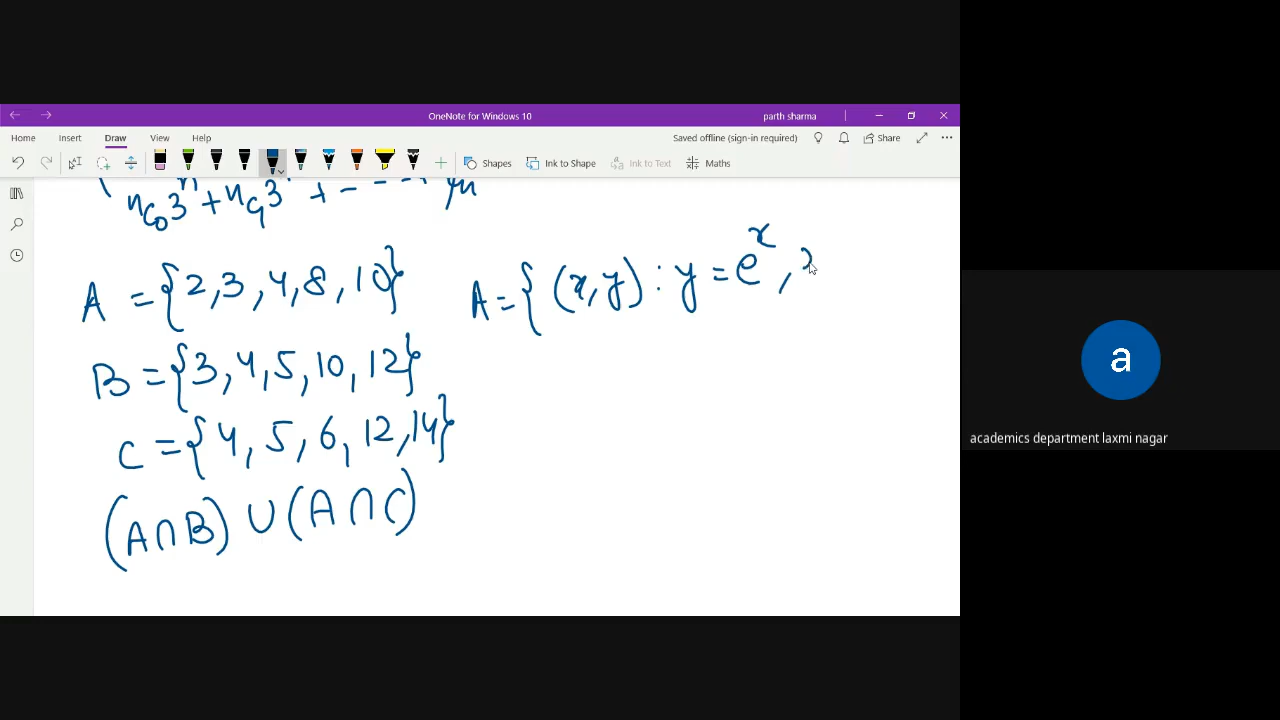 OneNote for Windows 10
parth sharma
Home Insert Draw View Help
Saved offline (sign-in required) Share
Shapes Ink to Shape Ink to Text Maths
A = {2,3,4,8,10}
A = {(x,y) : y = e^x ,
B = {3,4,5,10,12}
C = {4,5,6,12,14}
(A∩B) ∪ (A∩C)
a
academics department laxmi nagar